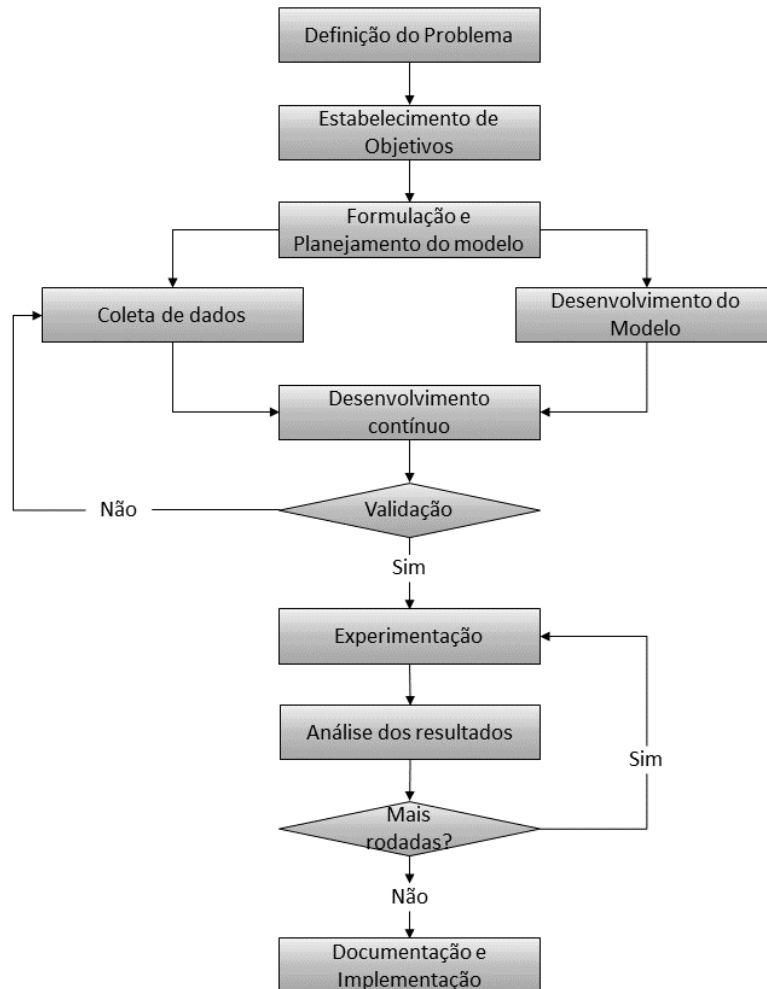 Definição do Problema
Estabelecimento de
Objetivos
Formulação e
Planejamento do modelo
Coleta de dados
Desenvolvimento do
Modelo
Desenvolvimento
contínuo
Não
Validação
Sim
Experimentação
Análise dos resultados
Sim
Mais
rodadas?
Não
Documentação e
Implementação